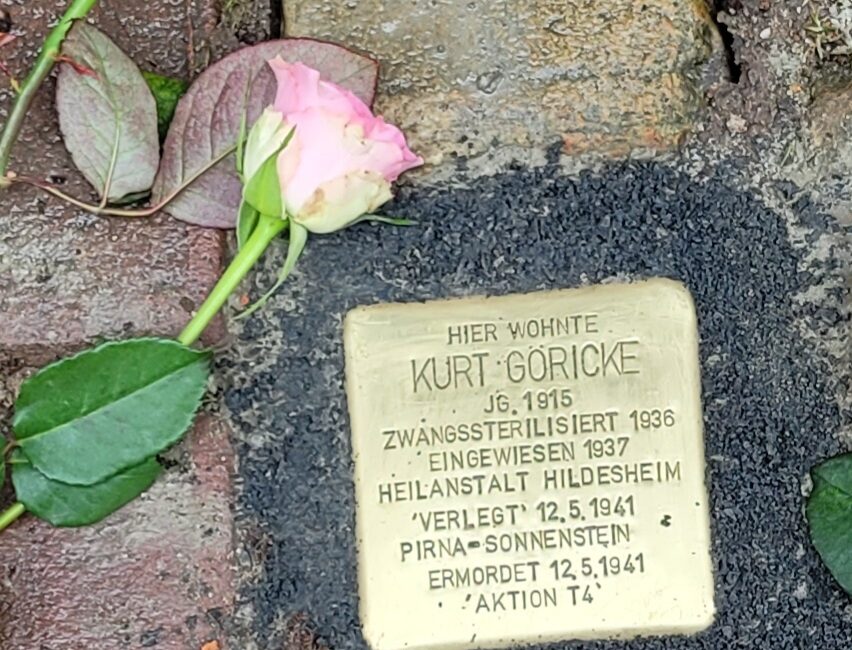 HIER WOHNTE
KURT GÖRICKE
JG. 1915
ZWANGSSTERILISIERT 1936
EINGEWIESEN 1937
HEILANSTALT HILDESHEIM
'VERLEGT' 12.5.1941
PIRNA-SONNENSTEIN
ERMORDET 12.5.1941
'AKTION T4'